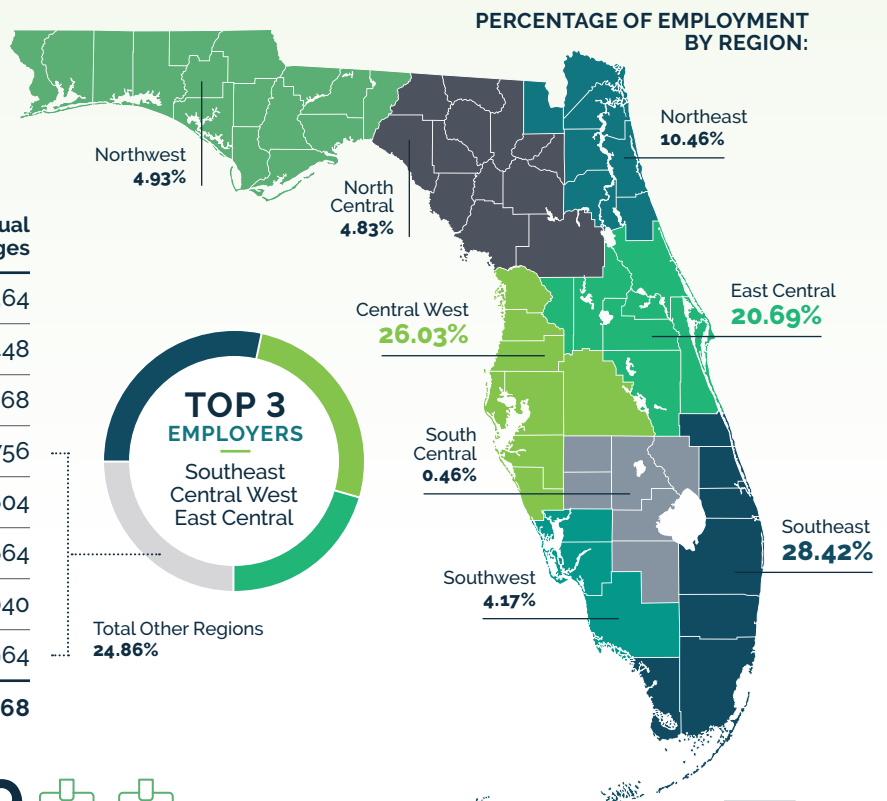 PERCENTAGE OF EMPLOYMENT
BY REGION:
Northeast
10.46%
Northwest
4.93%
North
Central
4.83%
East Central
20.69%
Central West
26.03%
TOP 3
EMPLOYERS
Southeast
Central West
East Central
South
Central
0.46%
Southeast
28.42%
Southwest
4.17%
Total Other Regions
24.86%
68